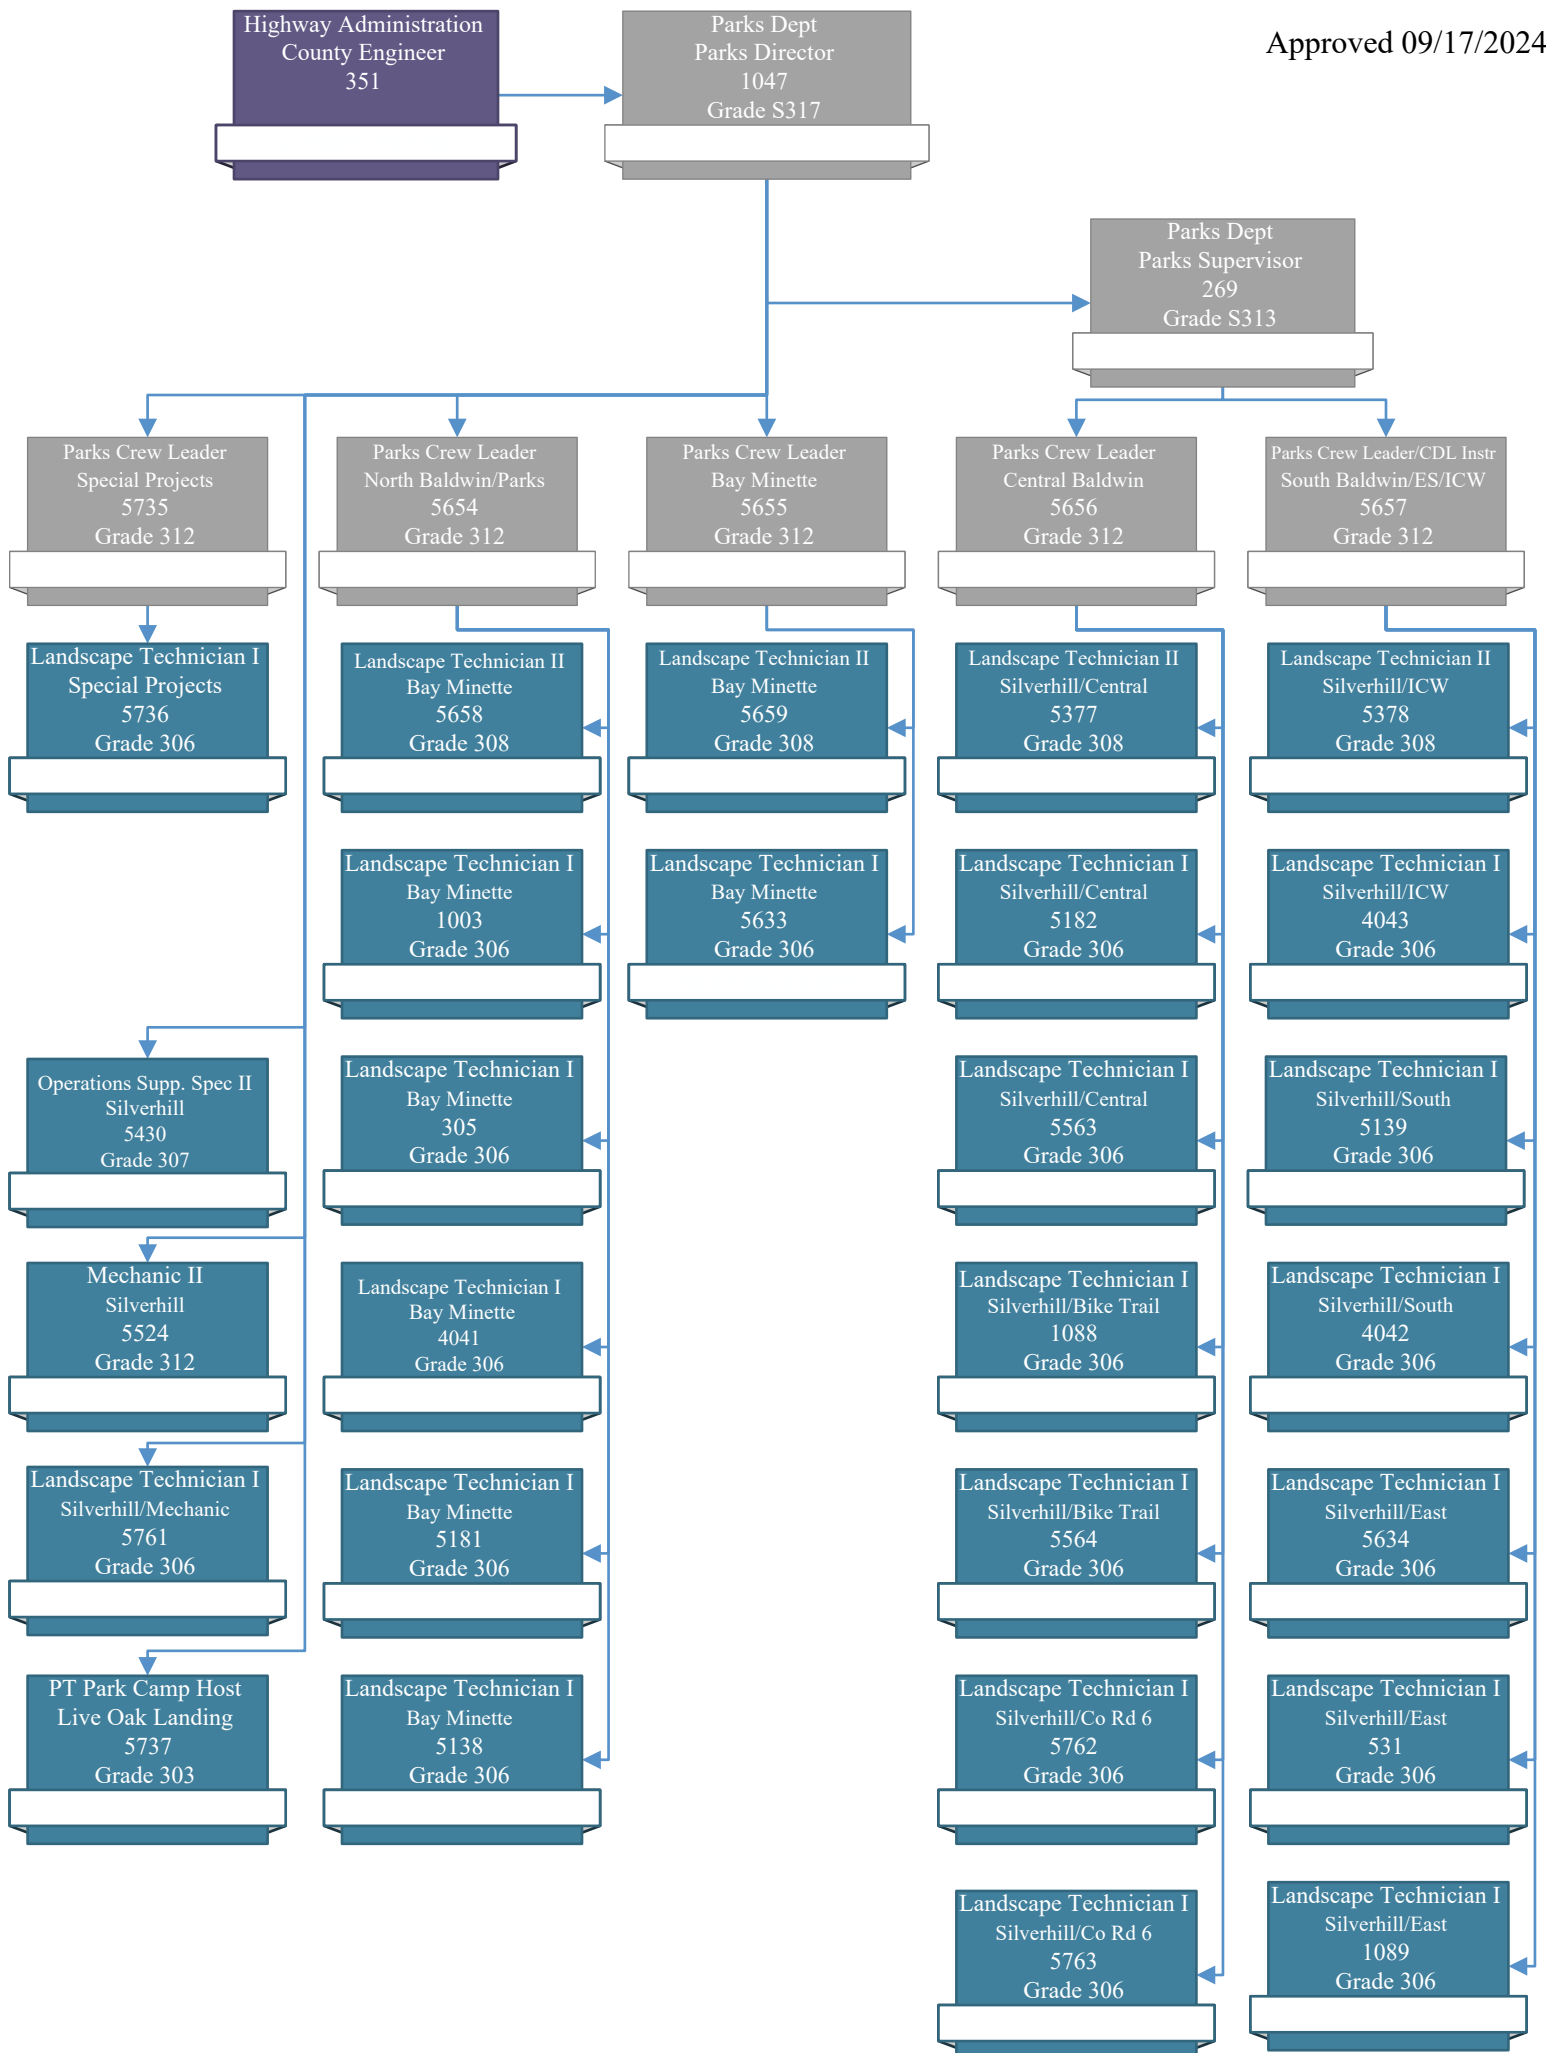 Highway Administration
County Engineer
351
Parks Dept
Parks Director
1047
Grade S317
Approved 09/17/2024
Parks Dept
Parks Supervisor
269
Grade S313
Parks Crew Leader
Special Projects
5735
Grade 312
Parks Crew Leader
North Baldwin/Parks
5654
Grade 312
Parks Crew Leader
Bay Minette
5655
Grade 312
Parks Crew Leader
Central Baldwin
5656
Grade 312
Parks Crew Leader/CDL Instr
South Baldwin/ES/ICW
5657
Grade 312
Landscape Technician I
Special Projects
5736
Grade 306
Landscape Technician II
Bay Minette
5658
Grade 308
Landscape Technician II
Bay Minette
5659
Grade 308
Landscape Technician II
Silverhill/Central
5377
Grade 308
Landscape Technician II
Silverhill/ICW
5378
Grade 308
Landscape Technician I
Bay Minette
1003
Grade 306
Landscape Technician I
Bay Minette
5633
Grade 306
Landscape Technician I
Silverhill/Central
5182
Grade 306
Landscape Technician I
Silverhill/ICW
4043
Grade 306
Operations Supp. Spec II
Silverhill
5430
Grade 307
Landscape Technician I
Bay Minette
305
Grade 306
Landscape Technician I
Silverhill/Central
5563
Grade 306
Landscape Technician I
Silverhill/South
5139
Grade 306
Mechanic II
Silverhill
5524
Grade 312
Landscape Technician I
Bay Minette
4041
Grade 306
Landscape Technician I
Silverhill/Bike Trail
1088
Grade 306
Landscape Technician I
Silverhill/South
4042
Grade 306
Landscape Technician I
Silverhill/Mechanic
5761
Grade 306
Landscape Technician I
Bay Minette
5181
Grade 306
Landscape Technician I
Silverhill/Bike Trail
5564
Grade 306
Landscape Technician I
Silverhill/East
5634
Grade 306
PT Park Camp Host
Live Oak Landing
5737
Grade 303
Landscape Technician I
Bay Minette
5138
Grade 306
Landscape Technician I
Silverhill/Co Rd 6
5762
Grade 306
Landscape Technician I
Silverhill/East
531
Grade 306
Landscape Technician I
Silverhill/Co Rd 6
5763
Grade 306
Landscape Technician I
Silverhill/East
1089
Grade 306